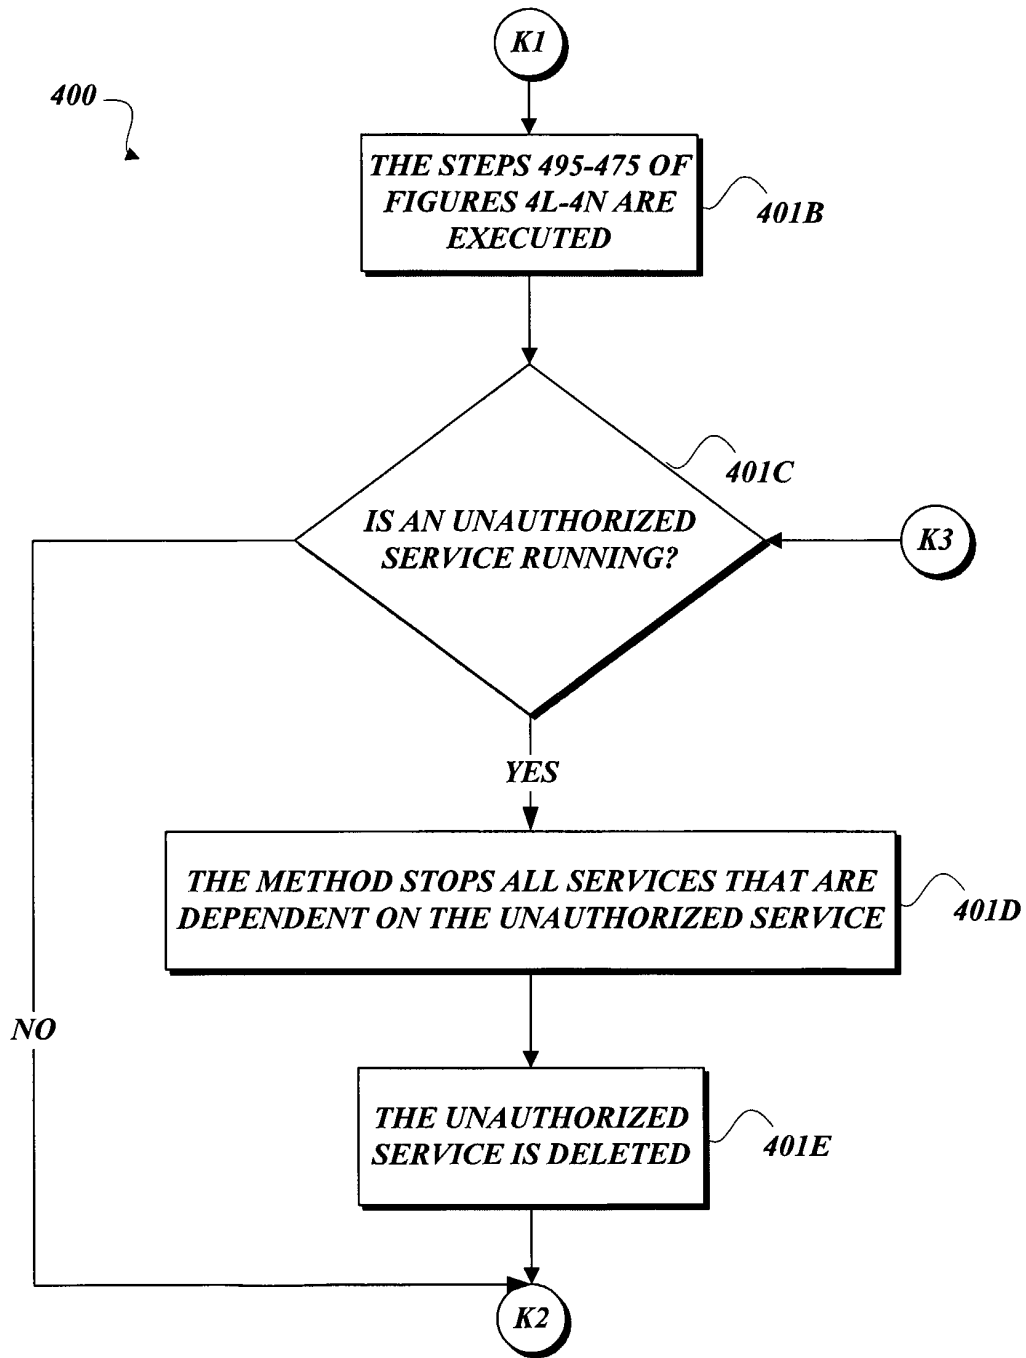 K1
400
THE STEPS 495-475 OF
FIGURES 4L-4N ARE
EXECUTED
401B
401C
IS AN UNAUTHORIZED
SERVICE RUNNING?
K3
YES
THE METHOD STOPS ALL SERVICES THAT ARE
DEPENDENT ON THE UNAUTHORIZED SERVICE
401D
NO
THE UNAUTHORIZED
SERVICE IS DELETED
401E
K2